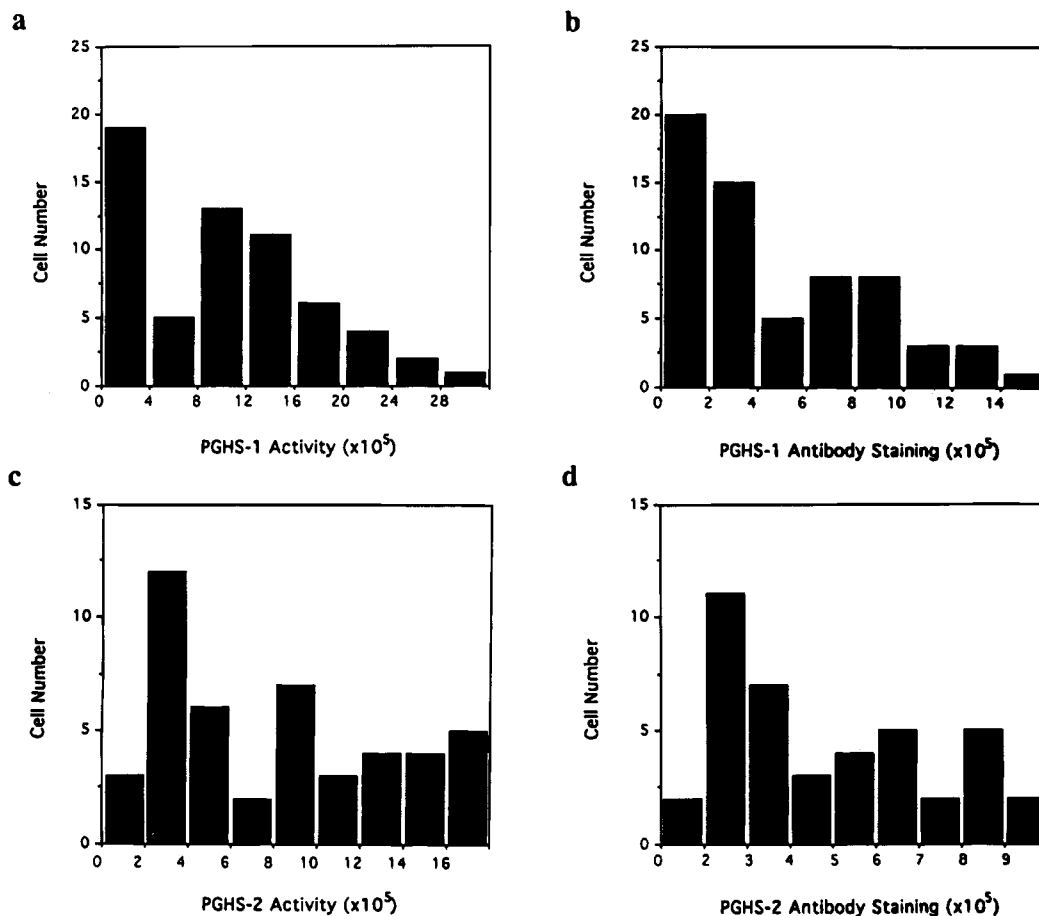 a
b
25
20
15
10
5
0
Cell Number
0 4 8 12 16 20 24 28
PGHS-1 Activity (x10⁵)
25
20
15
10
5
0
Cell Number
0 2 4 6 8 10 12 14
PGHS-1 Antibody Staining (x10⁵)
c
d
15
10
5
0
Cell Number
0 2 4 6 8 10 12 14 16
PGHS-2 Activity (x10⁵)
15
10
5
0
Cell Number
0 2 3 4 5 6 7 8 9
PGHS-2 Antibody Staining (x10⁵)